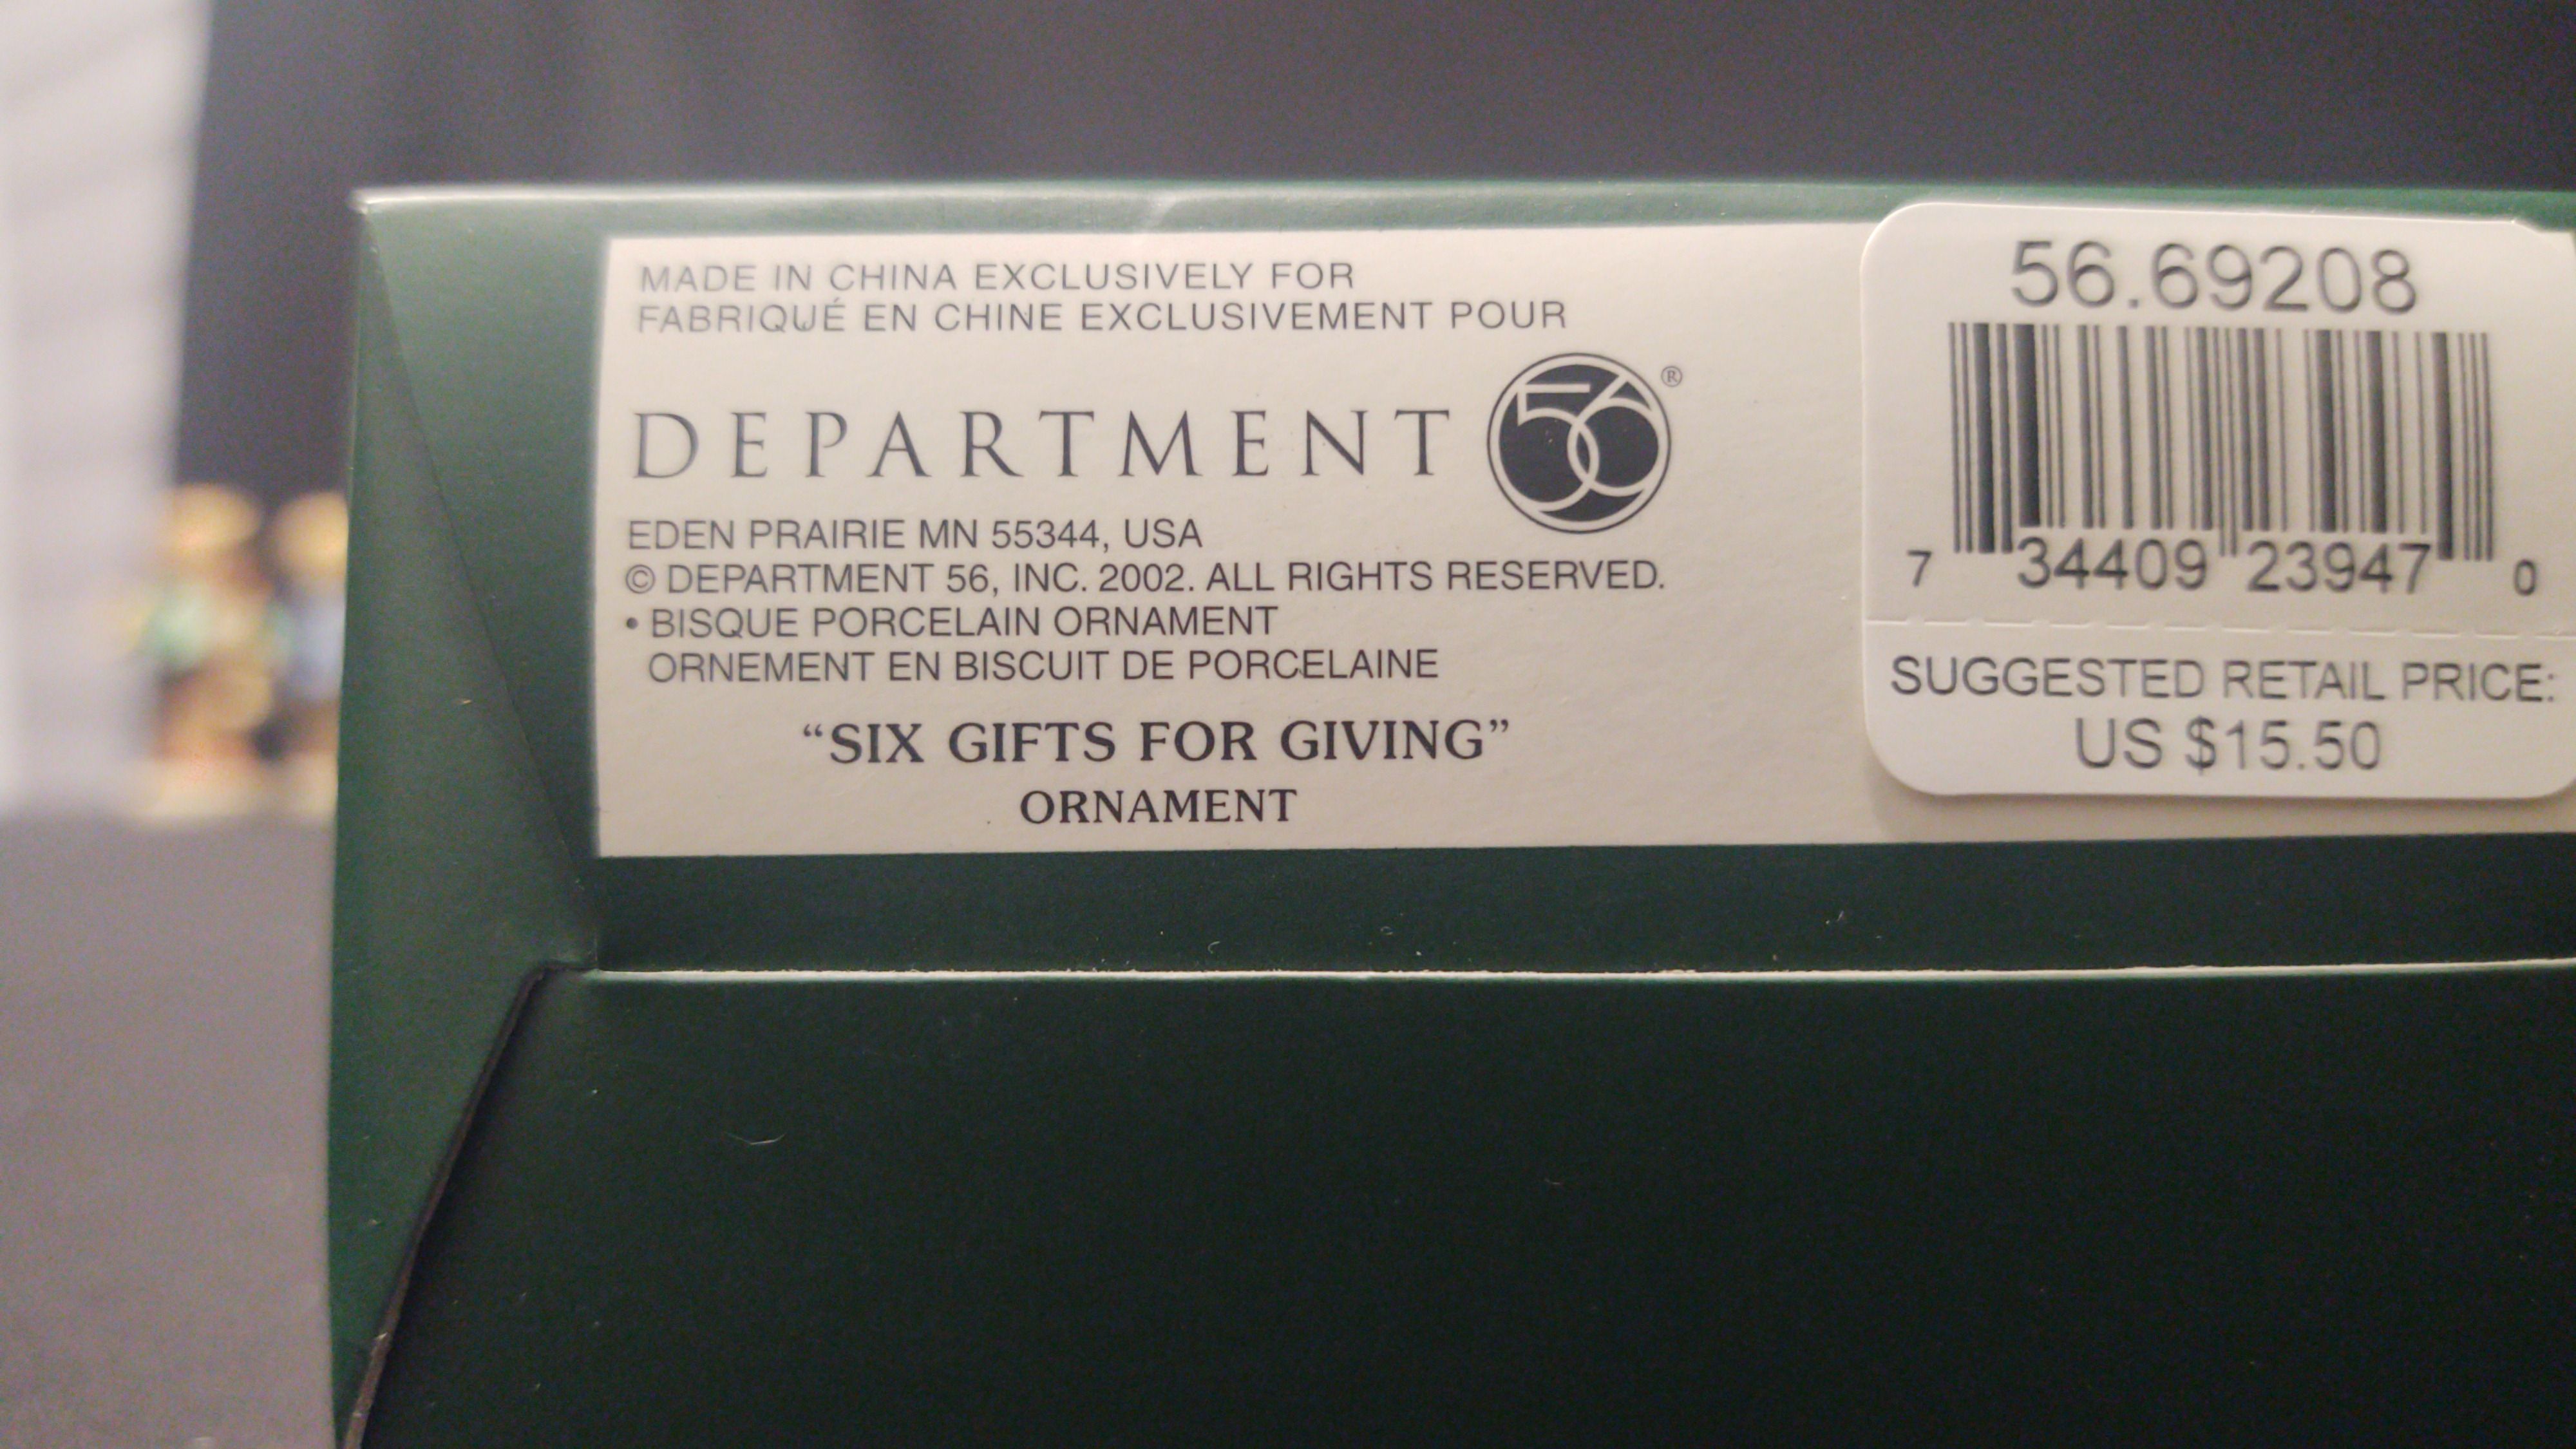 MADE IN CHINA EXCLUSIVELY FOR
FABRIQUÉ EN CHINE EXCLUSIVEMENT POUR
DEPARTMENT 56 ®
EDEN PRAIRIE MN 55344, USA
© DEPARTMENT 56, INC. 2002. ALL RIGHTS RESERVED.
• BISQUE PORCELAIN ORNAMENT
ORNEMENT EN BISCUIT DE PORCELAINE
“SIX GIFTS FOR GIVING”
ORNAMENT
56.69208
7 34409 23947 0
SUGGESTED RETAIL PRICE:
US $15.50